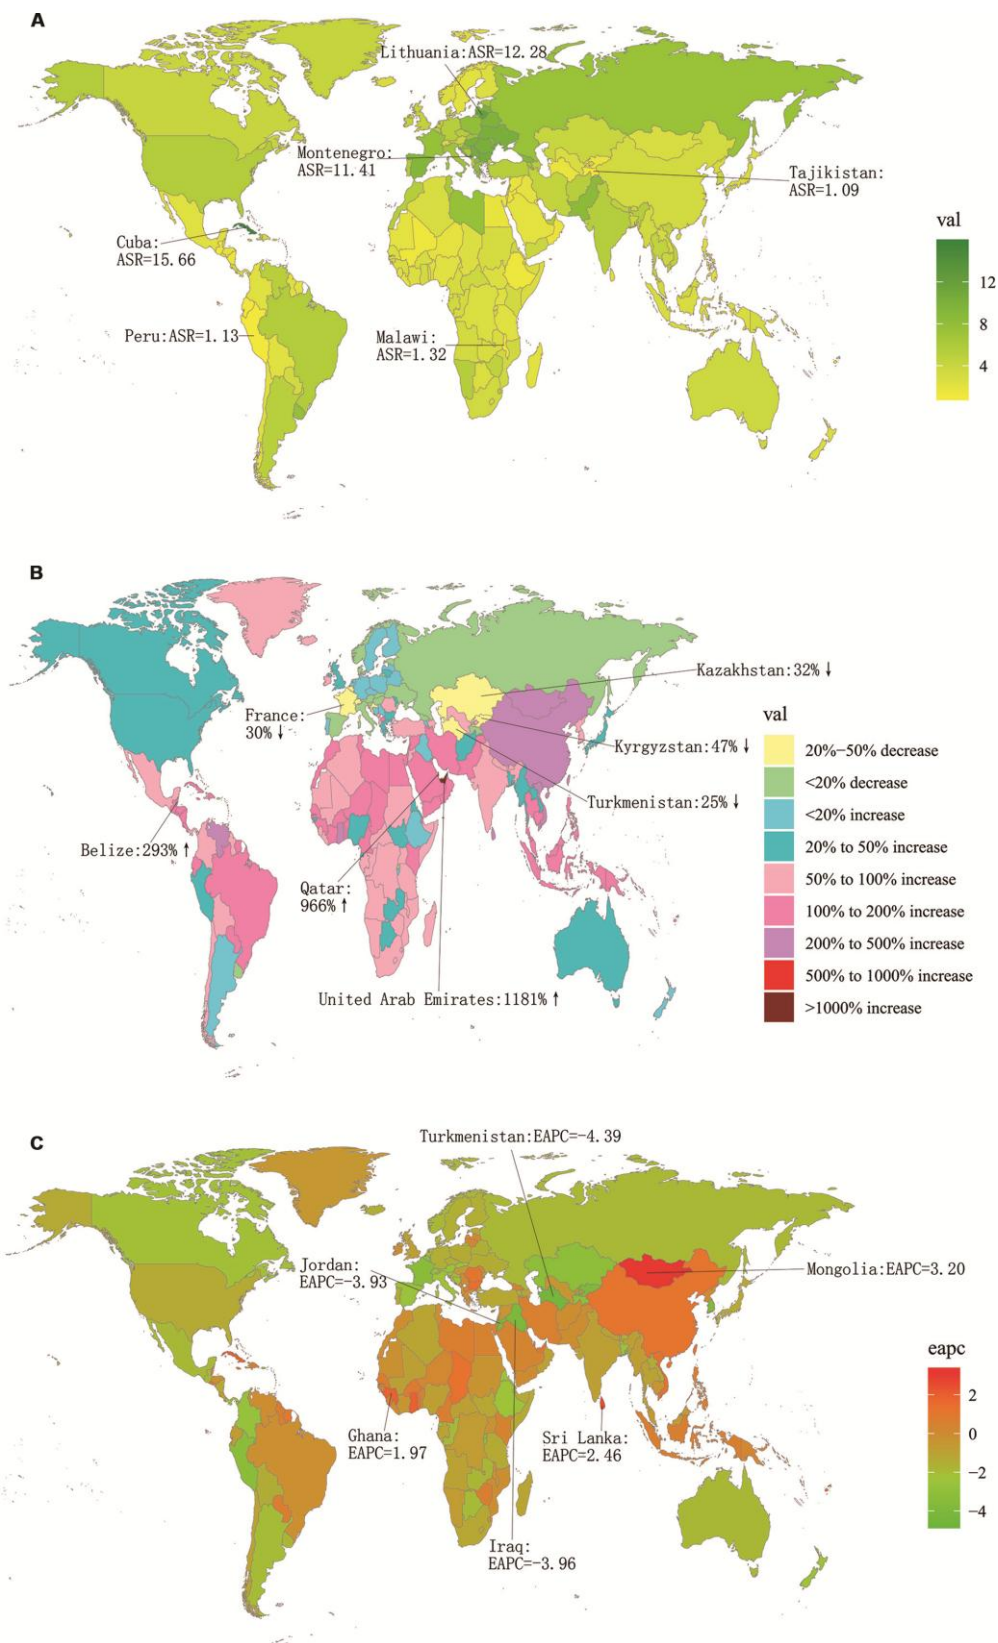 A
Lithuania:ASR=12.28
Montenegro:
ASR=11.41
Tajikistan:
ASR=1.09
Cuba:
ASR=15.66
Peru:ASR=1.13
Malawi:
ASR=1.32
val
12
8
4
B
Kazakhstan:32% ↓
France:
30% ↓
Kyrgyzstan:47% ↓
Turkmenistan:25% ↓
Belize:293% ↑
Qatar:
966% ↑
United Arab Emirates:1181% ↑
val
20%–50% decrease
<20% decrease
<20% increase
20% to 50% increase
50% to 100% increase
100% to 200% increase
200% to 500% increase
500% to 1000% increase
>1000% increase
C
Turkmenistan:EAPC=-4.39
Jordan:
EAPC=-3.93
Mongolia:EAPC=3.20
Ghana:
EAPC=1.97
Sri Lanka:
EAPC=2.46
Iraq:
EAPC=-3.96
eapc
2
0
−2
−4